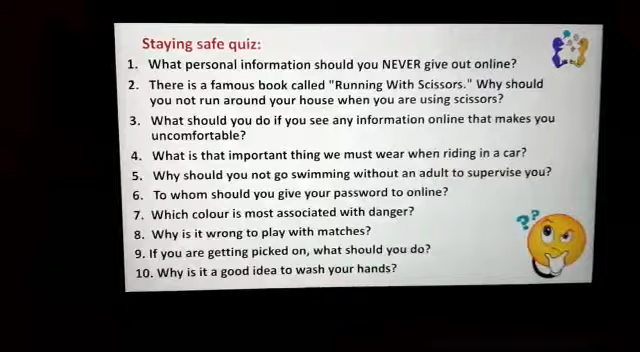 Staying safe quiz:
1. What personal information should you NEVER give out online?
2. There is a famous book called "Running With Scissors." Why should
you not run around your house when you are using scissors?
3. What should you do if you see any information online that makes you
uncomfortable?
4. What is that important thing we must wear when riding in a car?
5. Why should you not go swimming without an adult to supervise you?
6. To whom should you give your password to online?
7. Which colour is most associated with danger?
8. Why is it wrong to play with matches?
9. If you are getting picked on, what should you do?
10. Why is it a good idea to wash your hands?
??